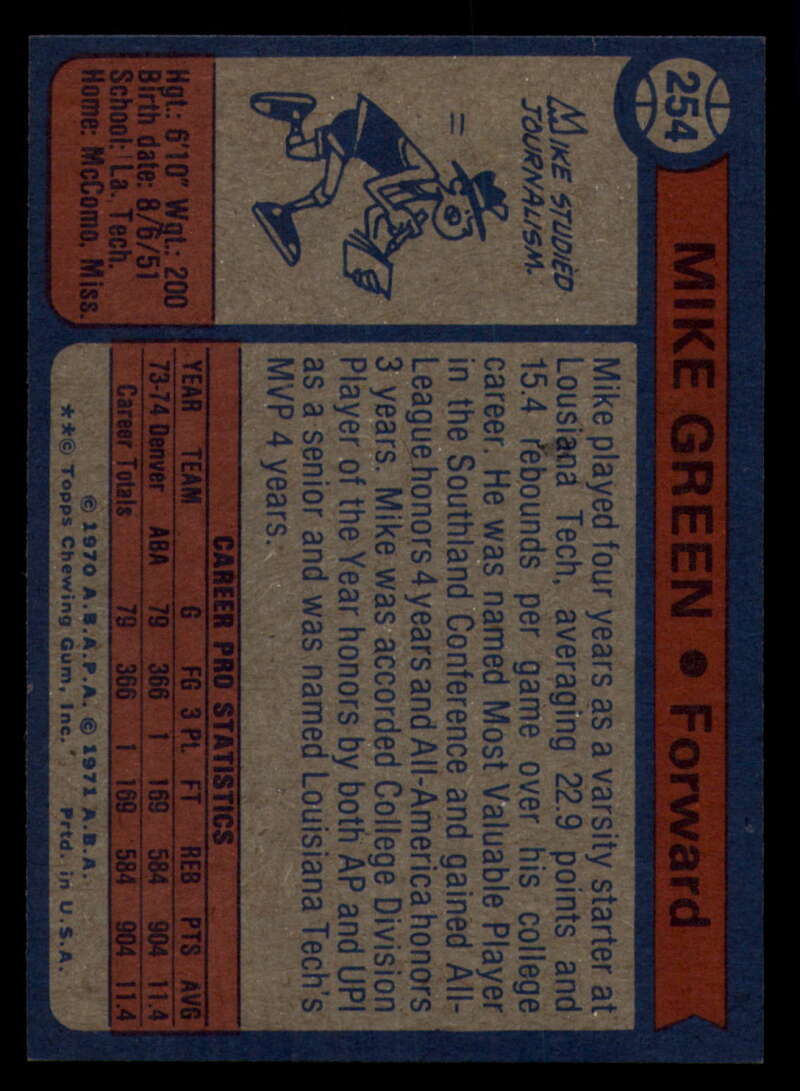 254
MIKE GREEN • Forward
MIKE STUDIED
JOURNALISM.
=
Hgt.: 6'10" Wgt.: 200
Birth date: 8/6/51
School: La. Tech.
Home: McComo, Miss.
Mike played four years as a varsity starter at
Lousiana Tech, averaging 22.9 points and
15.4 rebounds per game over his college
career. He was named Most Valuable Player
in the Southland Conference and gained All-
League honors 4 years and All-America honors
3 years. Mike was accorded College Division
Player of the Year honors by both AP and UPI
as a senior and was named Louisiana Tech's
MVP 4 years.
CAREER PRO STATISTICS
YEAR TEAM G FG 3 Pt. FT REB PTS AVG
73-74 Denver ABA 79 366 1 169 584 904 11.4
Career Totals 79 366 1 169 584 904 11.4
© 1970 A.B.A.P.A. © 1971 A.B.A.
**© Topps Chewing Gum, Inc. Prtd. in U.S.A.